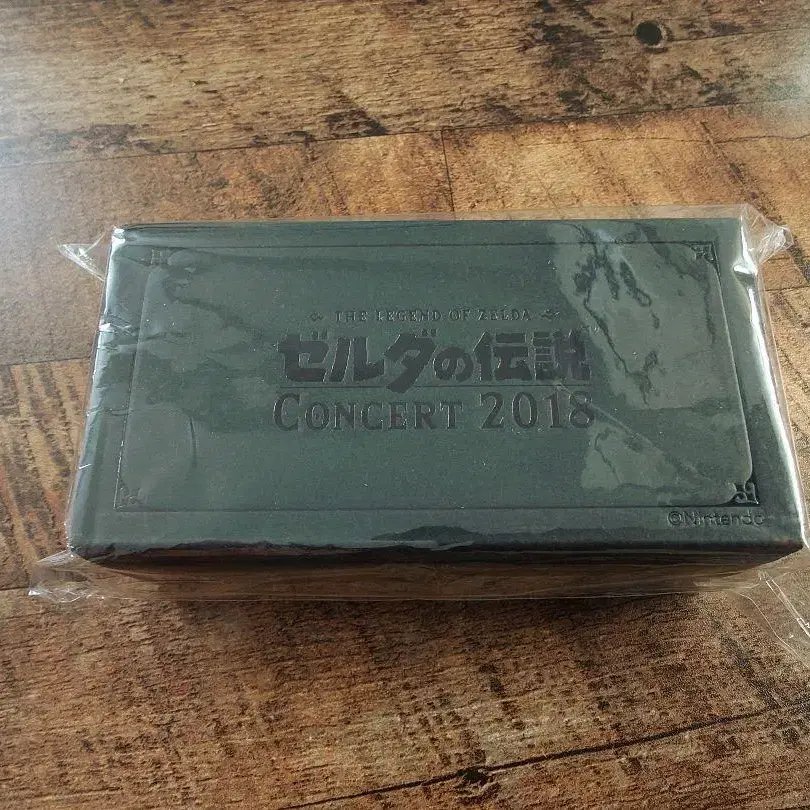 THE LEGEND OF ZELDA
ゼルダの伝説
CONCERT 2018
©Nintendo